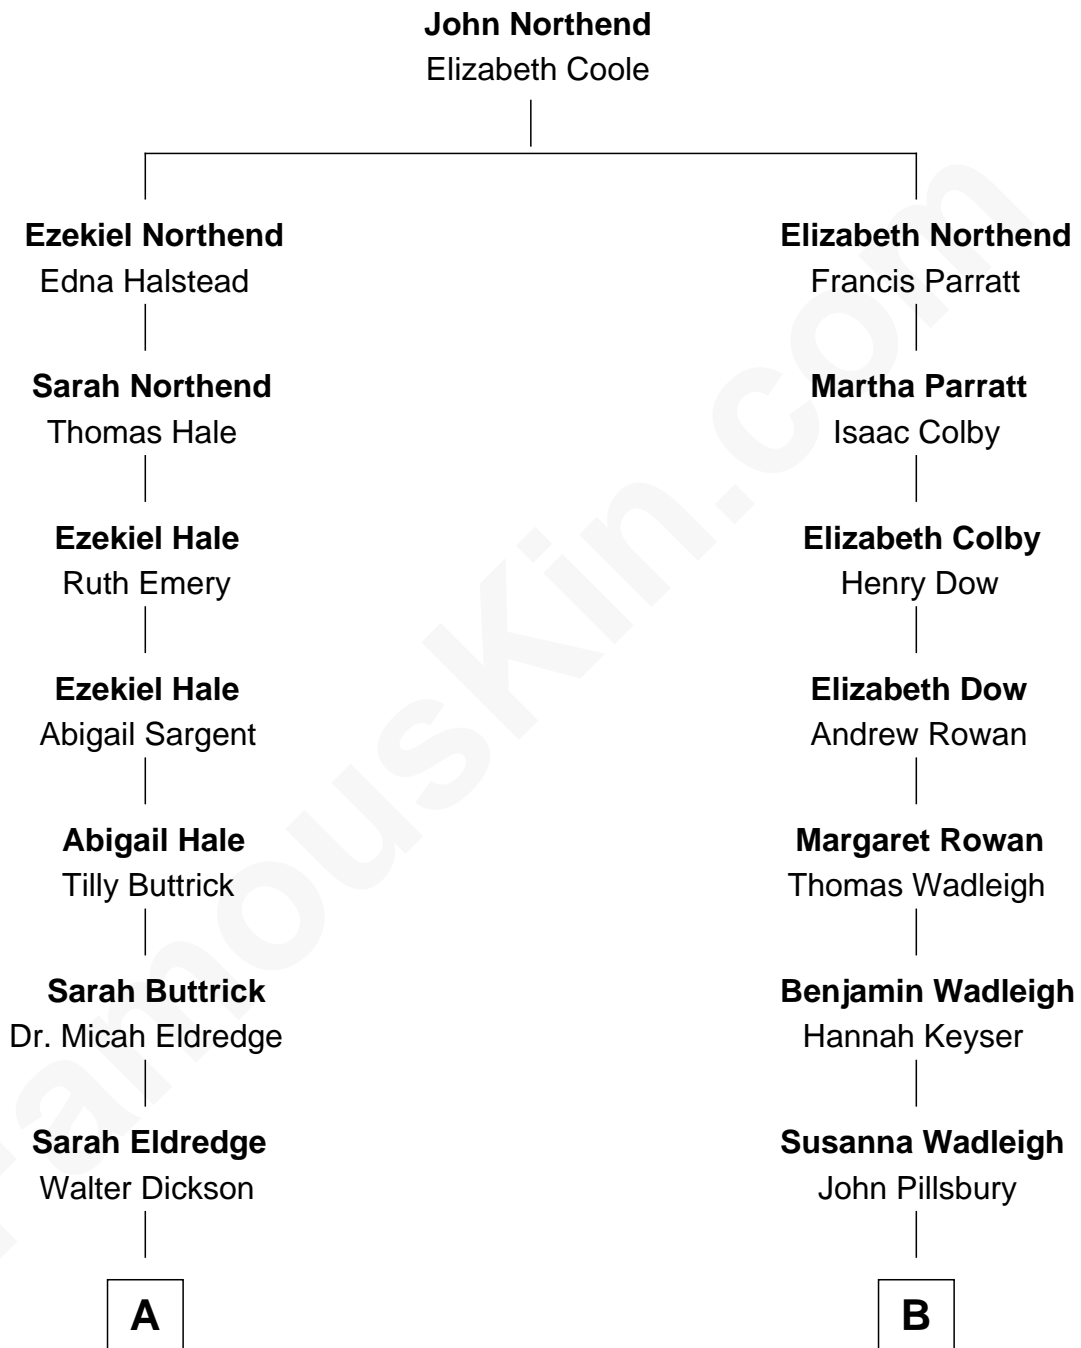 John Northend
Elizabeth Coole
Ezekiel Northend
Edna Halstead
Elizabeth Northend
Francis Parratt
Sarah Northend
Thomas Hale
Martha Parratt
Isaac Colby
Ezekiel Hale
Ruth Emery
Elizabeth Colby
Henry Dow
Ezekiel Hale
Abigail Sargent
Elizabeth Dow
Andrew Rowan
Abigail Hale
Tilly Buttrick
Margaret Rowan
Thomas Wadleigh
Sarah Buttrick
Dr. Micah Eldredge
Benjamin Wadleigh
Hannah Keyser
Sarah Eldredge
Walter Dickson
Susanna Wadleigh
John Pillsbury
A
B
FamousKin.com